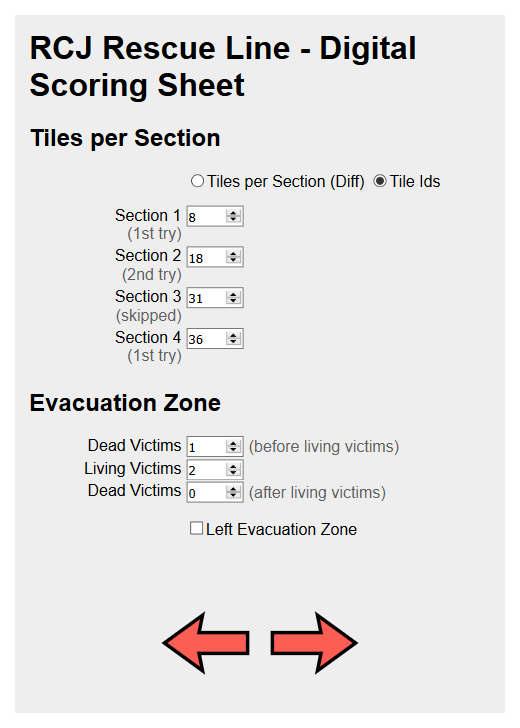 RCJ Rescue Line - Digital
Scoring Sheet
Tiles per Section
Tiles per Section (Diff) Tile Ids
Section 1 8
(1st try)
Section 2 18
(2nd try)
Section 3 31
(skipped)
Section 4 36
(1st try)
Evacuation Zone
Dead Victims 1 (before living victims)
Living Victims 2
Dead Victims 0 (after living victims)
Left Evacuation Zone